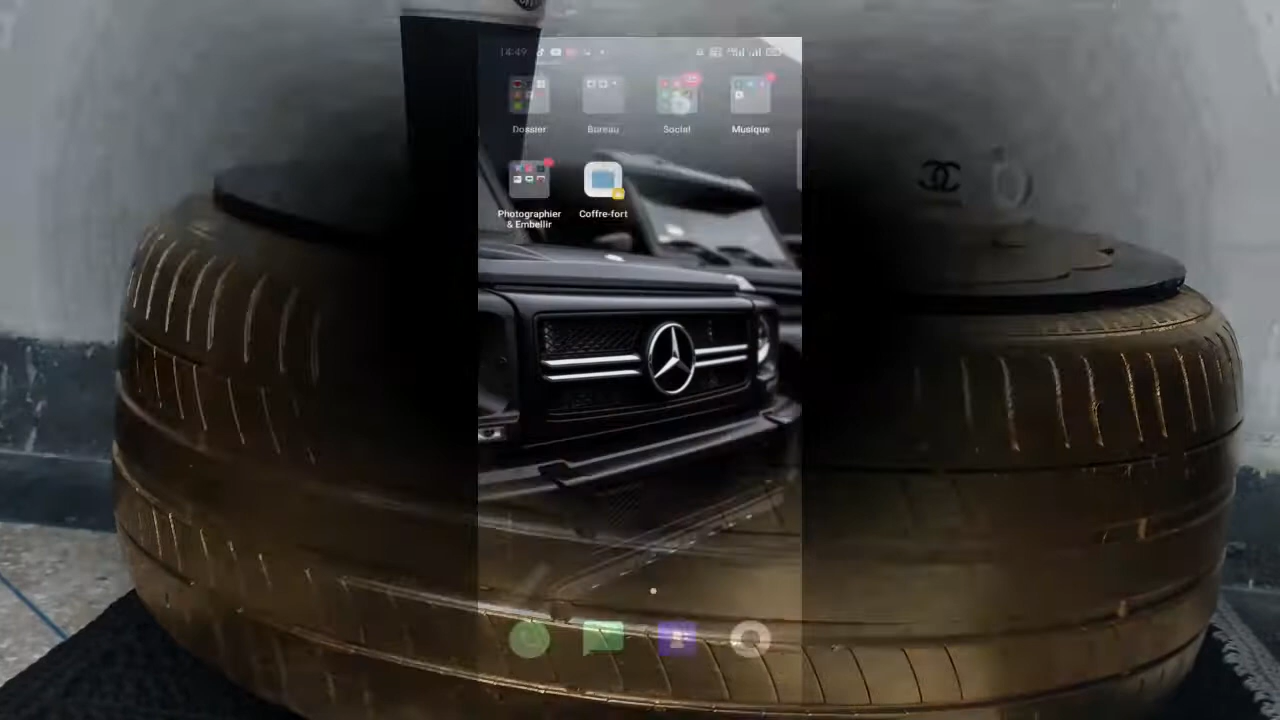 14:49
Dossier
Bureau
Social
Musique
Photographier
& Embellir
Coffre-fort